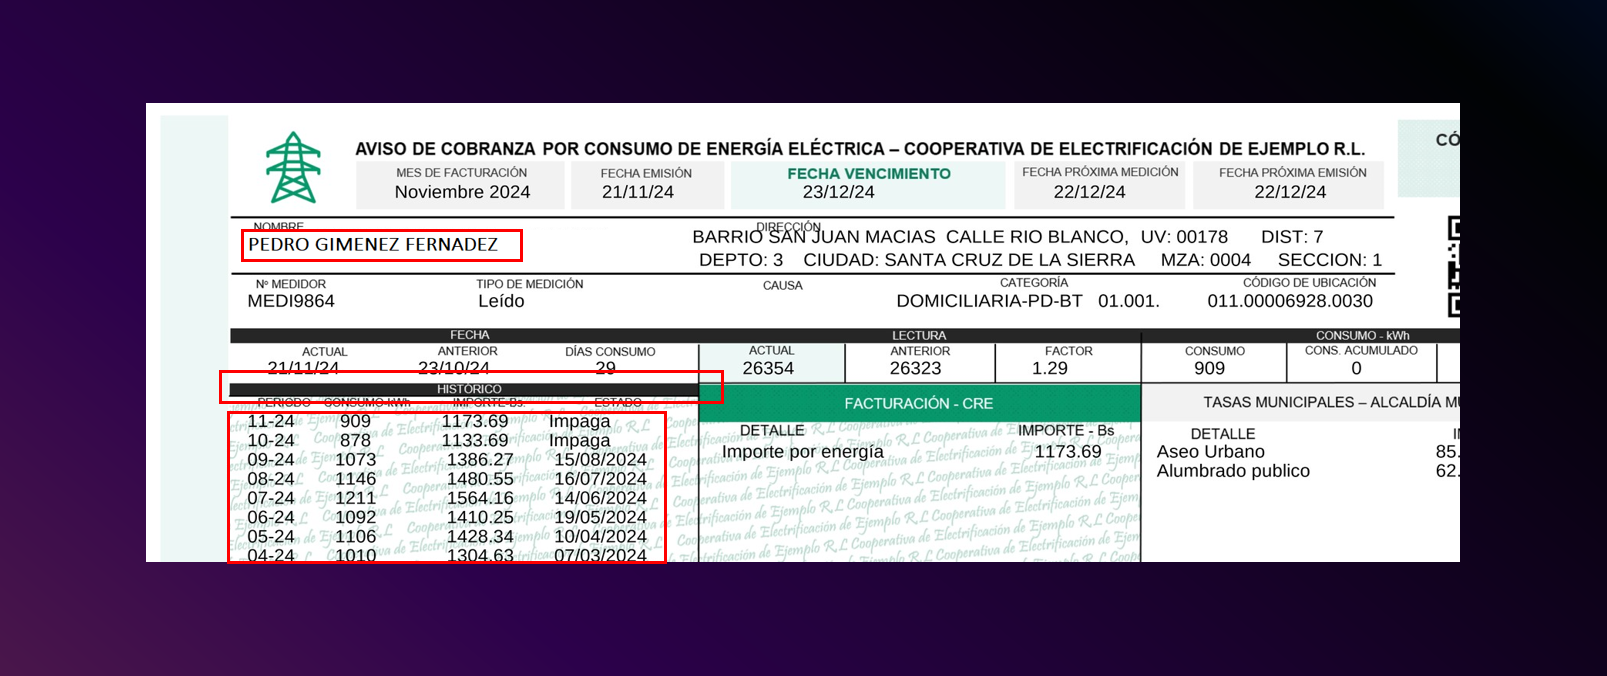 AVISO DE COBRANZA POR CONSUMO DE ENERGÍA ELÉCTRICA – COOPERATIVA DE ELECTRIFICACIÓN DE EJEMPLO R.L.
CÓ
MES DE FACTURACIÓN FECHA EMISIÓN FECHA VENCIMIENTO FECHA PRÓXIMA MEDICIÓN FECHA PRÓXIMA EMISIÓN
Noviembre 2024 21/11/24 23/12/24 22/12/24 22/12/24
NOMBRE DIRECCIÓN
PEDRO GIMENEZ FERNADEZ BARRIO SAN JUAN MACIAS CALLE RIO BLANCO, UV: 00178 DIST: 7
DEPTO: 3 CIUDAD: SANTA CRUZ DE LA SIERRA MZA: 0004 SECCION: 1
Nº MEDIDOR TIPO DE MEDICIÓN CAUSA CATEGORÍA CÓDIGO DE UBICACIÓN
MEDI9864 Leído DOMICILIARIA-PD-BT 01.001. 011.00006928.0030
FECHA LECTURA CONSUMO - kWh
ACTUAL ANTERIOR DÍAS CONSUMO ACTUAL ANTERIOR FACTOR CONSUMO CONS. ACUMULADO
21/11/24 23/10/24 29 26354 26323 1.29 909 0
HISTÓRICO
PERIODO CONSUMO-kWh IMPORTE-Bs. ESTADO
11-24 909 1173.69 Impaga
10-24 878 1133.69 Impaga
09-24 1073 1386.27 15/08/2024
08-24 1146 1480.55 16/07/2024
07-24 1211 1564.16 14/06/2024
06-24 1092 1410.25 19/05/2024
05-24 1106 1428.34 10/04/2024
04-24 1010 1304.63 07/03/2024
FACTURACIÓN - CRE
DETALLE IMPORTE - Bs
Importe por energía 1173.69
TASAS MUNICIPALES – ALCALDÍA MU
DETALLE
Aseo Urbano 85.
Alumbrado publico 62.
Cooperativa de Electrificación de Ejemplo R,L